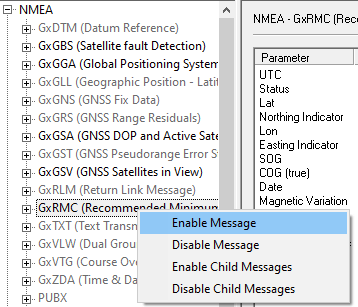 NMEA
GxDTM (Datum Reference)
GxGBS (Satellite fault Detection)
GxGGA (Global Positioning System
GxGLL (Geographic Position - Latit
GxGNS (GNSS Fix Data)
GxGRS (GNSS Range Residuals)
GxGSA (GNSS DOP and Active Sate
GxGST (GNSS Pseudorange Error S
GxGSV (GNSS Satellites in View)
GxRLM (Return Link Message)
GxRMC (Recommended Minimum
GxTXT (Text Transm
GxVLW (Dual Grou
GxVTG (Course Ove
GxZDA (Time & Da
PUBX
NMEA - GxRMC (Reco
Parameter
UTC
Status
Lat
Northing Indicator
Lon
Easting Indicator
SOG
COG (true)
Date
Magnetic Variation
Enable Message
Disable Message
Enable Child Messages
Disable Child Messages